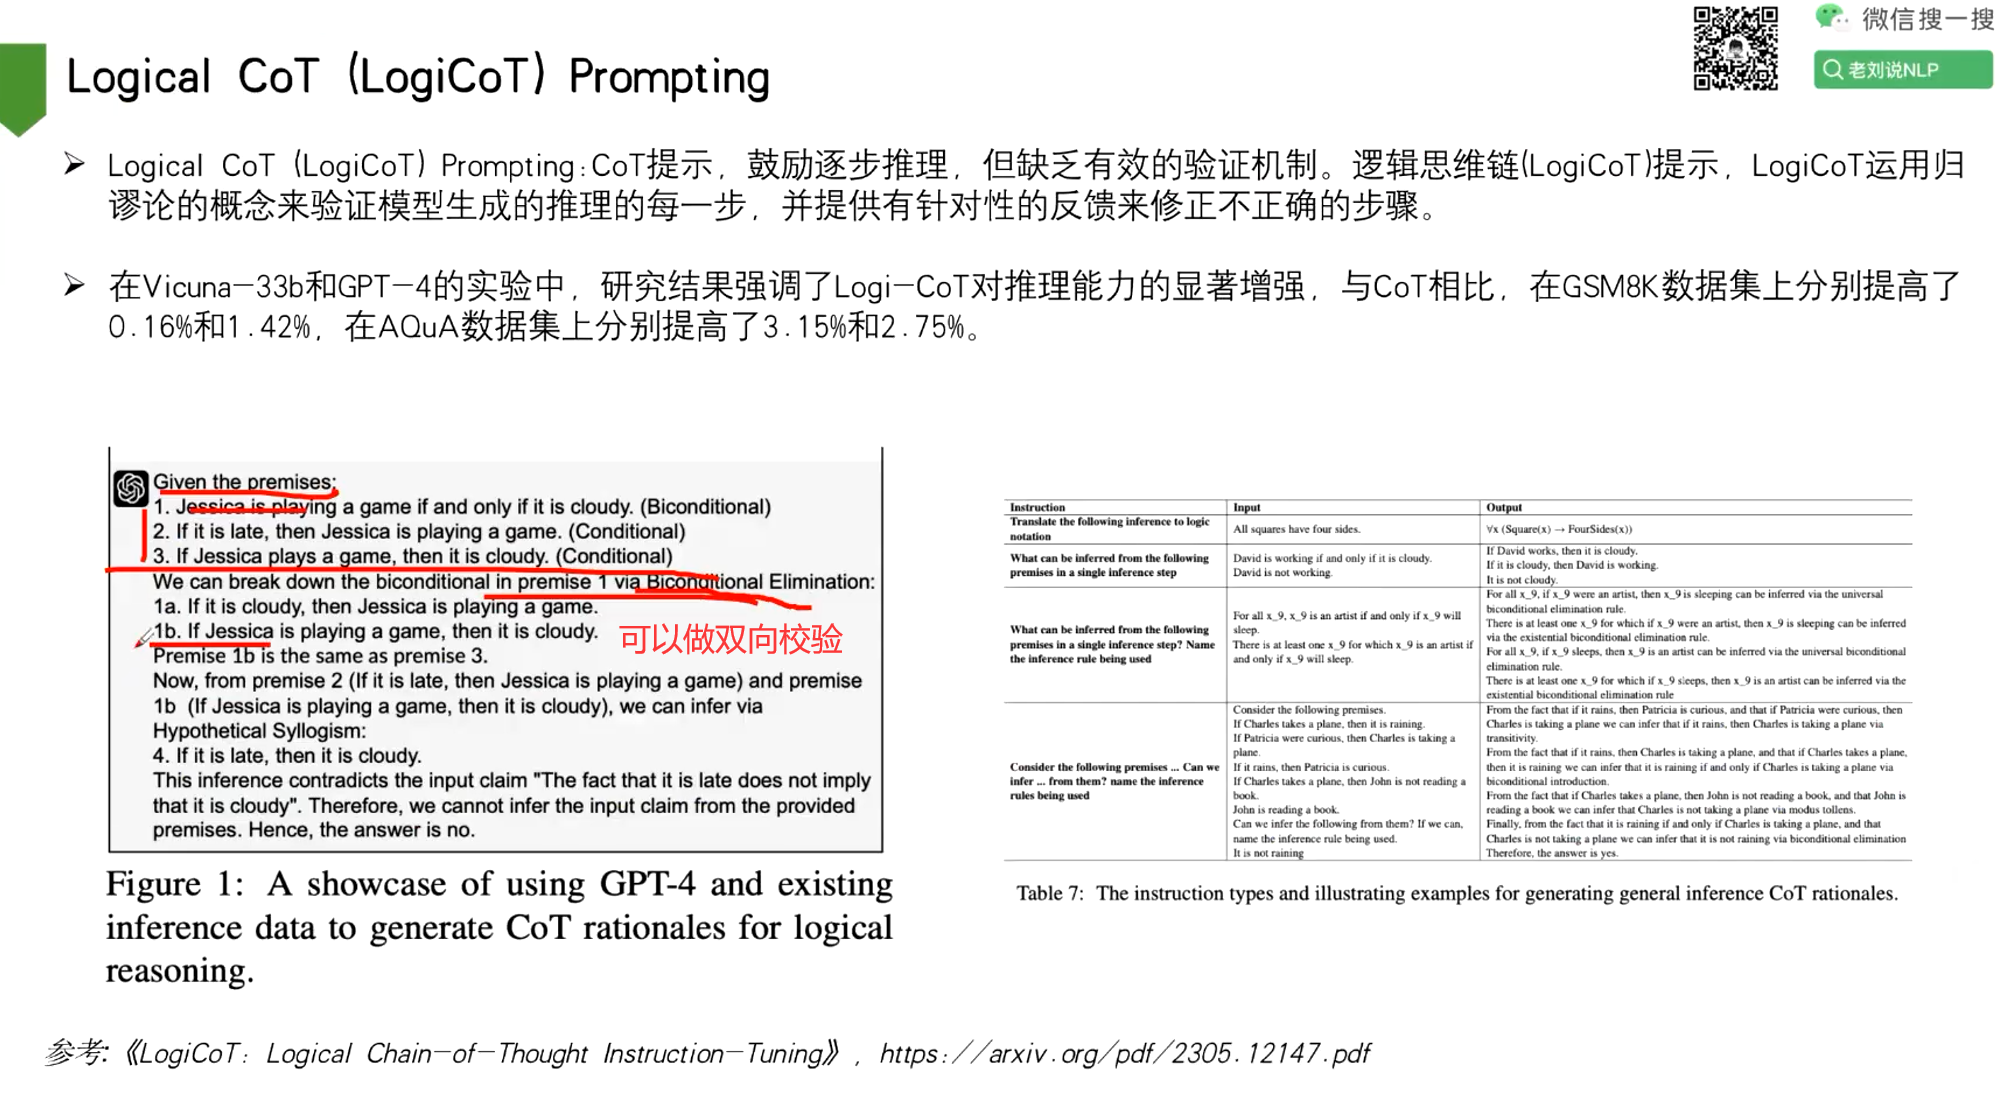 微信搜一搜
老刘说NLP
Logical CoT (LogiCoT) Prompting
Logical CoT (LogiCoT) Prompting:CoT提示，鼓励逐步推理，但缺乏有效的验证机制。逻辑思维链(LogiCoT)提示，LogiCoT运用归
谬论的概念来验证模型生成的推理的每一步，并提供有针对性的反馈来修正不正确的步骤。
在Vicuna-33b和GPT-4的实验中，研究结果强调了Logi-CoT对推理能力的显著增强，与CoT相比，在GSM8K数据集上分别提高了
0.16%和1.42%，在AQuA数据集上分别提高了3.15%和2.75%。
Given the premises:
1. Jessica is playing a game if and only if it is cloudy. (Biconditional)
2. If it is late, then Jessica is playing a game. (Conditional)
3. If Jessica plays a game, then it is cloudy. (Conditional)
We can break down the biconditional in premise 1 via Biconditional Elimination:
1a. If it is cloudy, then Jessica is playing a game.
1b. If Jessica is playing a game, then it is cloudy.
可以做双向校验
Premise 1b is the same as premise 3.
Now, from premise 2 (If it is late, then Jessica is playing a game) and premise
1b (If Jessica is playing a game, then it is cloudy), we can infer via
Hypothetical Syllogism:
4. If it is late, then it is cloudy.
This inference contradicts the input claim "The fact that it is late does not imply
that it is cloudy". Therefore, we cannot infer the input claim from the provided
premises. Hence, the answer is no.
Figure 1: A showcase of using GPT-4 and existing
inference data to generate CoT rationales for logical
reasoning.
Instruction Input Output
Translate the following inference to logic
notation
All squares have four sides.
∀x (Square(x) → FourSides(x))
What can be inferred from the following
premises in a single inference step
David is working if and only if it is cloudy.
David is not working.
If David works, then it is cloudy.
If it is cloudy, then David is working.
It is not cloudy.
What can be inferred from the following
premises in a single inference step? Name
the inference rule being used
For all x_9, x_9 is an artist if and only if x_9 will
sleep.
There is at least one x_9 for which x_9 is an artist if
and only if x_9 will sleep.
For all x_9, if x_9 were an artist, then x_9 is sleeping can be inferred via the universal
biconditional elimination rule.
There is at least one x_9 for which if x_9 were an artist, then x_9 is sleeping can be inferred
via the existential biconditional elimination rule.
For all x_9, if x_9 sleeps, then x_9 is an artist can be inferred via the universal biconditional
elimination rule.
There is at least one x_9 for which if x_9 sleeps, then x_9 is an artist can be inferred via the
existential biconditional elimination rule
Consider the following premises ... Can we
infer ... from them? name the inference
rules being used
Consider the following premises.
If Charles takes a plane, then it is raining.
If Patricia were curious, then Charles is taking a
plane.
If it rains, then Patricia is curious.
If Charles takes a plane, then John is not reading a
book.
John is reading a book.
Can we infer the following from them? If we can,
name the inference rule being used.
It is not raining
From the fact that if it rains, then Patricia is curious, and that if Patricia were curious, then
Charles is taking a plane we can infer that if it rains, then Charles is taking a plane via
transitivity.
From the fact that if it rains, then Charles is taking a plane, and that if Charles takes a plane,
then it is raining we can infer that it is raining if and only if Charles is taking a plane via
biconditional introduction.
From the fact that if Charles takes a plane, then John is not reading a book, and that John is
reading a book we can infer that Charles is not taking a plane via modus tollens.
Finally, from the fact that it is raining if and only if Charles is taking a plane, and that
Charles is not taking a plane we can infer that it is not raining via biconditional elimination
Therefore, the answer is yes.
Table 7: The instruction types and illustrating examples for generating general inference CoT rationales.
参考:《LogiCoT: Logical Chain-of-Thought Instruction-Tuning》, https://arxiv.org/pdf/2305.12147.pdf